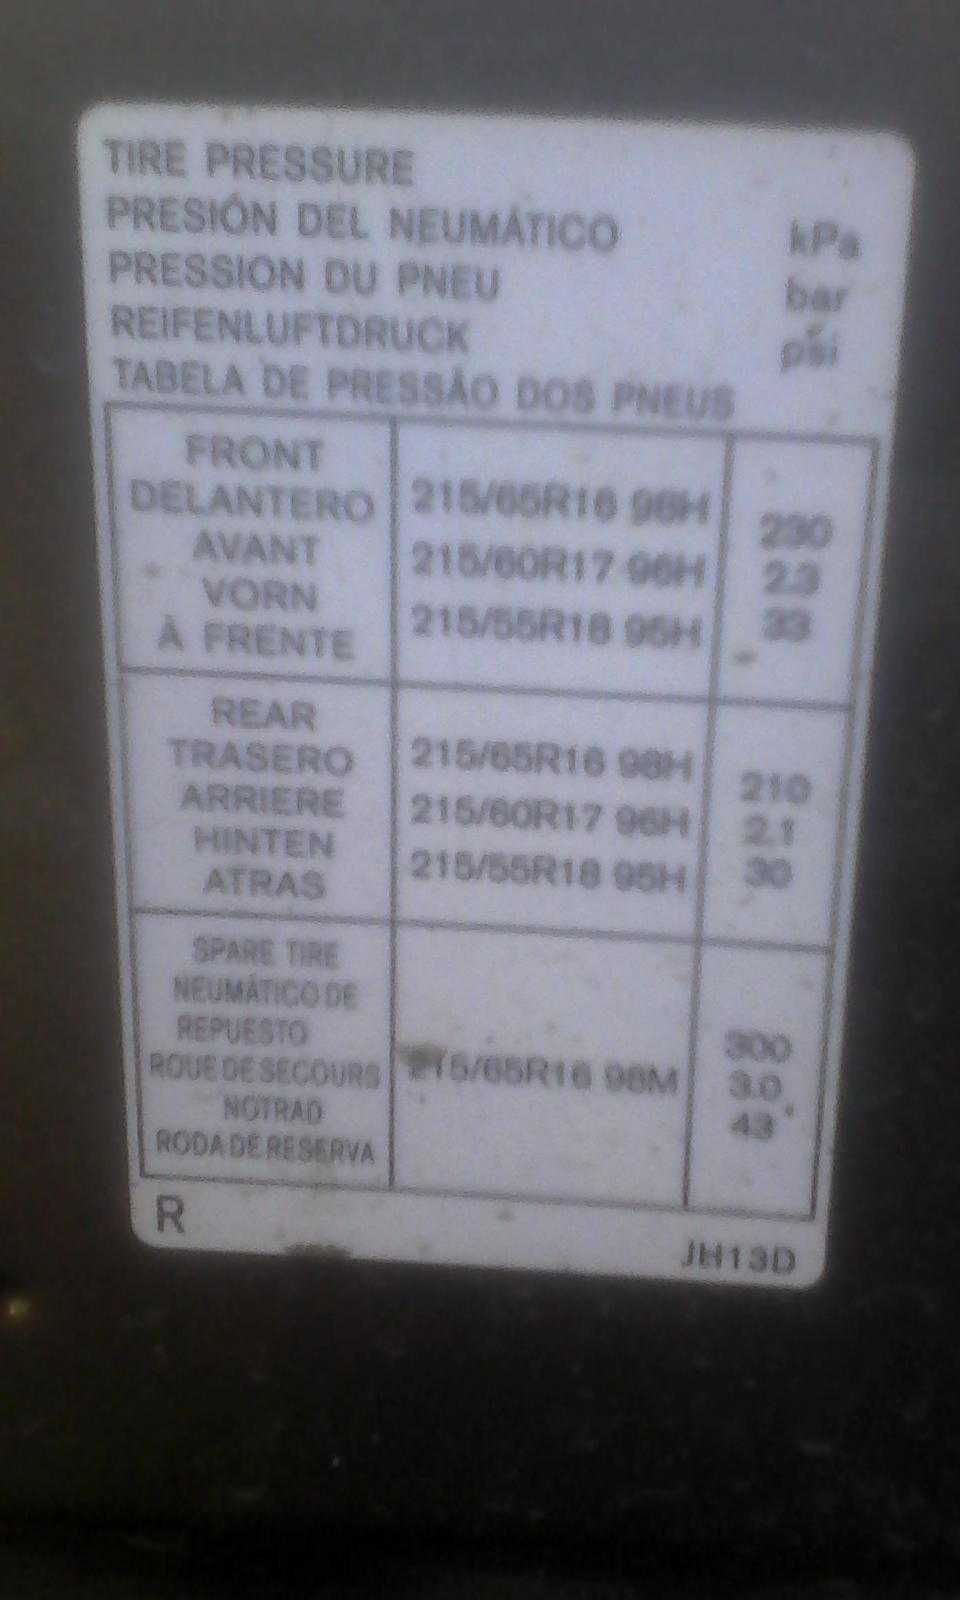 TIRE PRESSURE
PRESIÓN DEL NEUMÁTICO
PRESSION DU PNEU
REIFENLUFTDRUCK
TABELA DE PRESSÃO DOS PNEUS
kPa
bar
psi
FRONT
DELANTERO
AVANT
VORN
À FRENTE
215/65R16 98H
215/60R17 96H
215/55R18 95H
230
2.3
33
REAR
TRASERO
ARRIERE
HINTEN
ATRAS
215/65R16 98H
215/60R17 96H
215/55R18 95H
210
2.1
30
SPARE TIRE
NEUMÁTICO DE
REPUESTO
ROUE DE SECOURS
NOTRAD
RODA DE RESERVA
215/65R16 98M
300
3.0
43
R
JH13D